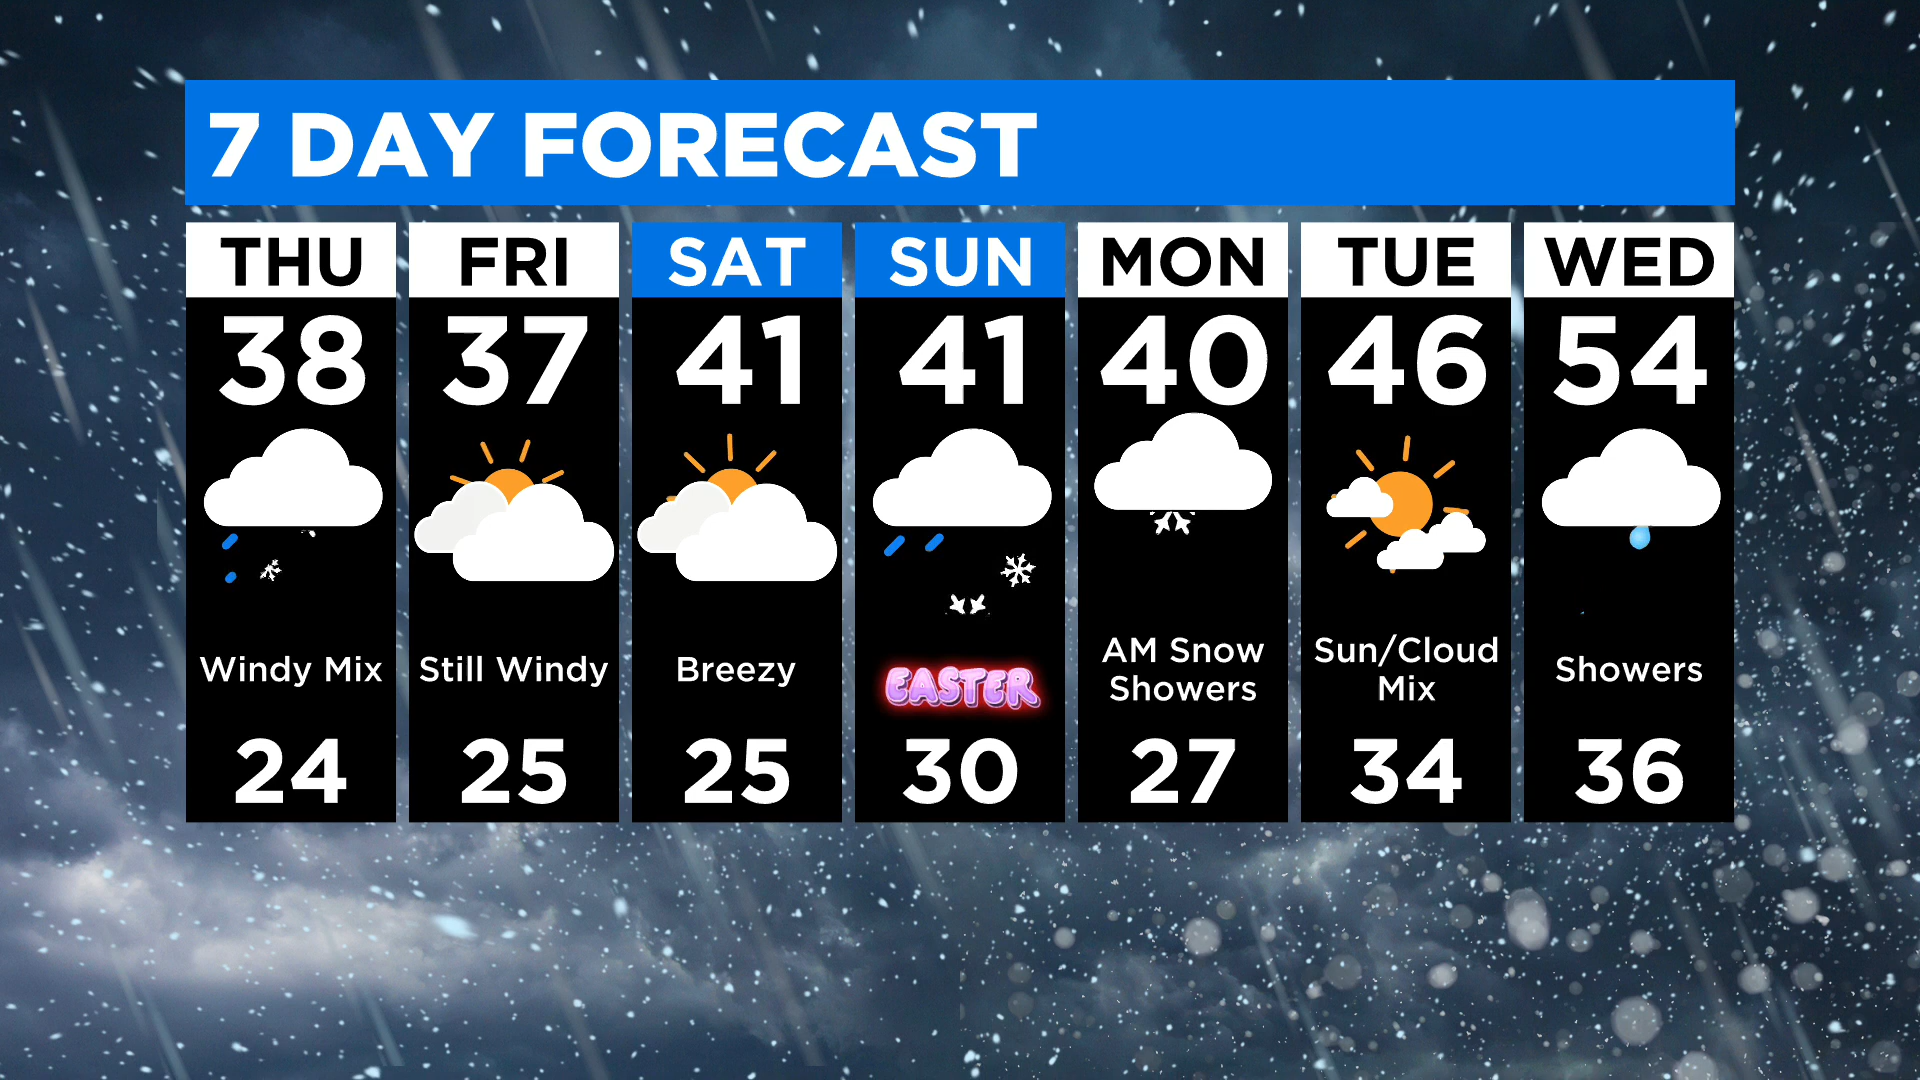 7 DAY FORECAST
THU
38
Windy Mix
24
FRI
37
Still Windy
25
SAT
41
Breezy
25
SUN
41
EASTER
30
MON
40
AM Snow
Showers
27
TUE
46
Sun/Cloud
Mix
34
WED
54
Showers
36